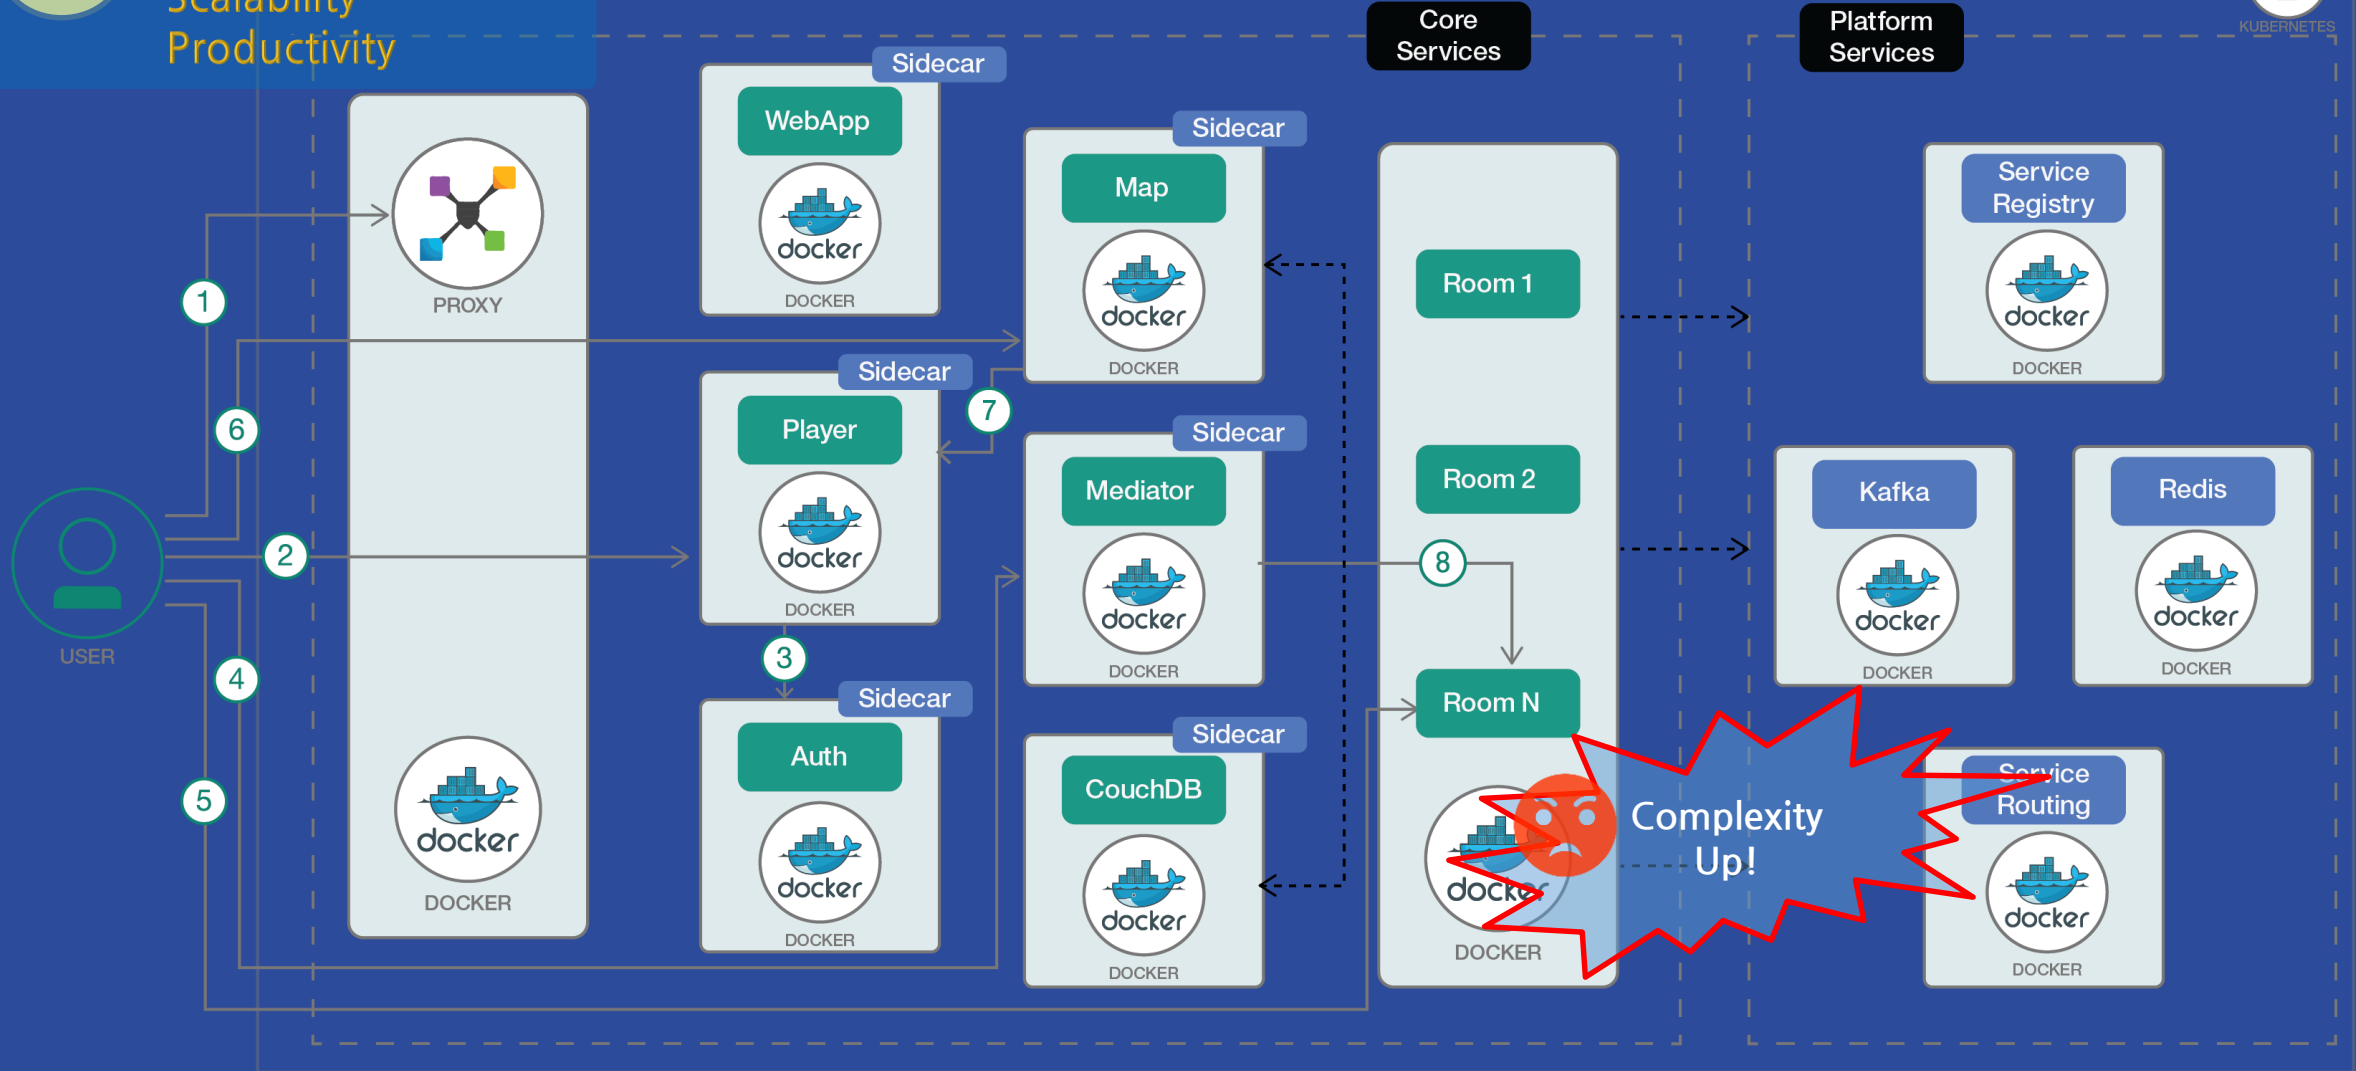 Scalability
Productivity
Core
Services
Platform
Services
KUBERNETES
Sidecar
WebApp
docker
DOCKER
Sidecar
Map
docker
DOCKER
PROXY
Room 1
Service
Registry
docker
DOCKER
1
6
2
4
5
USER
Sidecar
Player
docker
DOCKER
7
3
Sidecar
Mediator
docker
DOCKER
Room 2
8
Room N
Kafka
docker
DOCKER
Redis
docker
DOCKER
docker
DOCKER
Sidecar
Auth
docker
DOCKER
Sidecar
CouchDB
docker
DOCKER
docker
DOCKER
Complexity
Up!
Service
Routing
docker
DOCKER